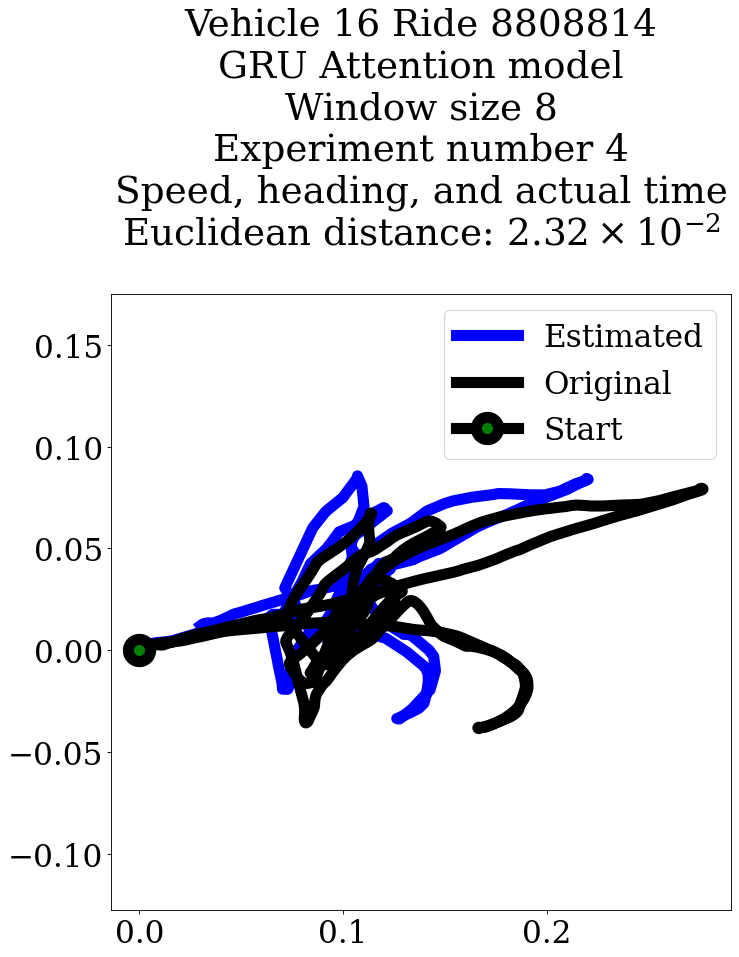 Vehicle 16 Ride 8808814
GRU Attention model
Window size 8
Experiment number 4
Speed, heading, and actual time
Euclidean distance: 2.32 × 10⁻²
Estimated
Original
Start
0.15
0.10
0.05
0.00
−0.05
−0.10
0.0 0.1 0.2